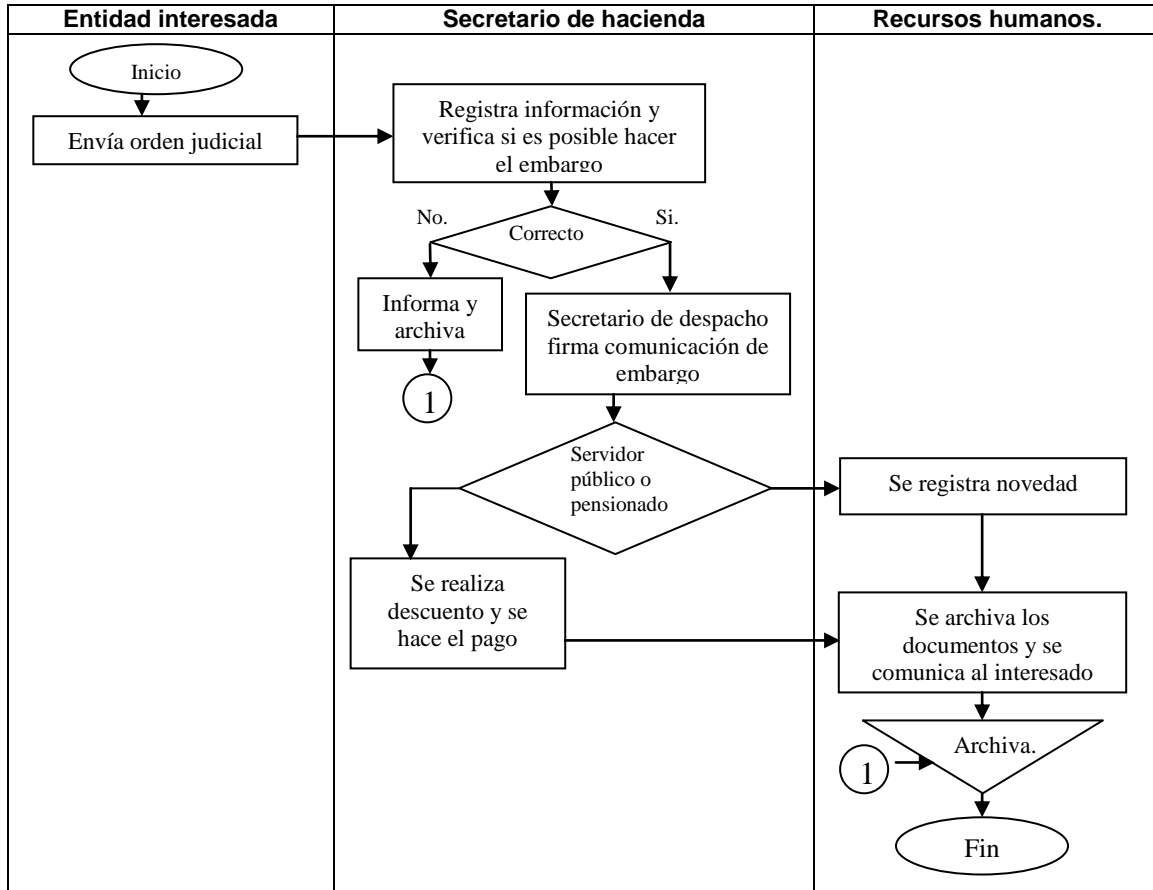 Entidad interesada
Secretario de hacienda
Recursos humanos.
Inicio
Envía orden judicial
Registra información y
verifica si es posible hacer
el embargo
No.
Correcto
Si.
Informa y
archiva
1
Secretario de despacho
firma comunicación de
embargo
Servidor
público o
pensionado
Se registra novedad
Se realiza
descuento y se
hace el pago
Se archiva los
documentos y se
comunica al interesado
Archiva.
1
Fin